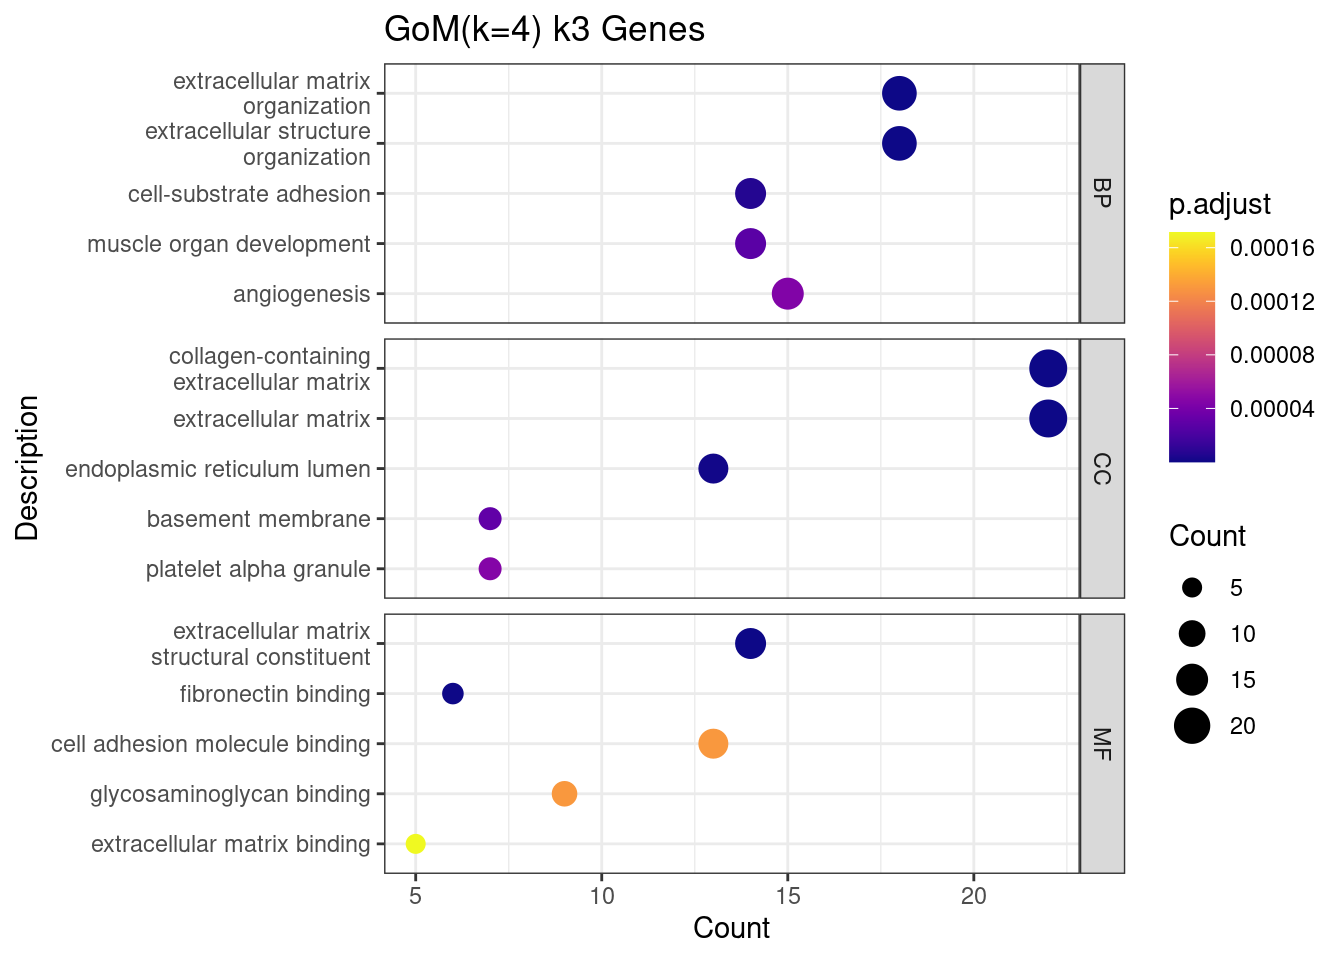 GoM(k=4) k3 Genes
extracellular matrix
organization
extracellular structure
organization
cell-substrate adhesion
muscle organ development
angiogenesis
BP
collagen-containing
extracellular matrix
extracellular matrix
endoplasmic reticulum lumen
basement membrane
platelet alpha granule
CC
extracellular matrix
structural constituent
fibronectin binding
cell adhesion molecule binding
glycosaminoglycan binding
extracellular matrix binding
MF
Description
5
10
15
20
Count
p.adjust
0.00016
0.00012
0.00008
0.00004
Count
5
10
15
20